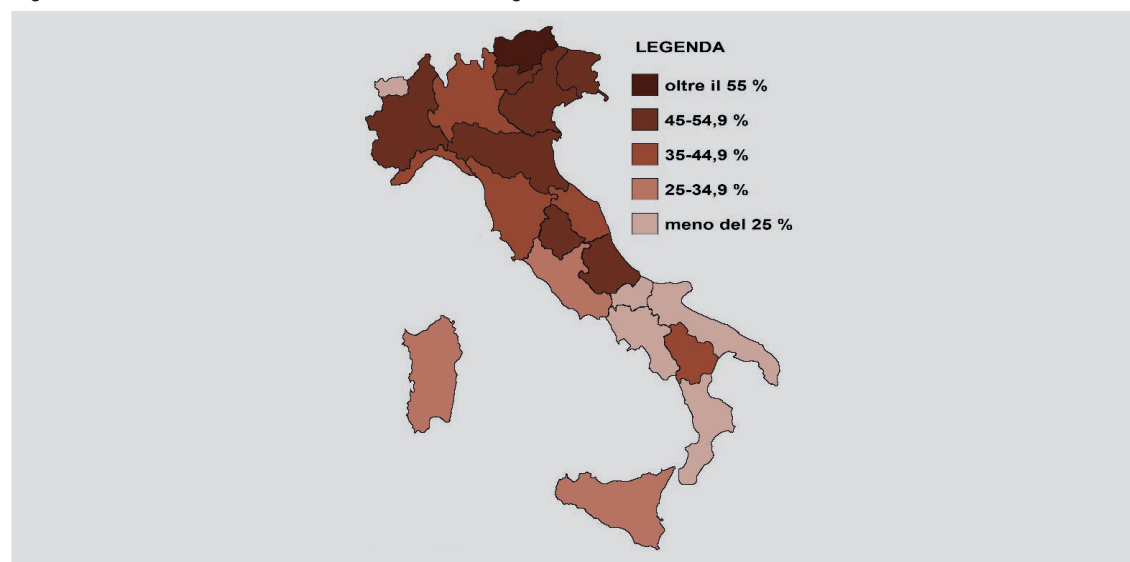 LEGENDA
oltre il 55 %
45-54,9 %
35-44,9 %
25-34,9 %
meno del 25 %